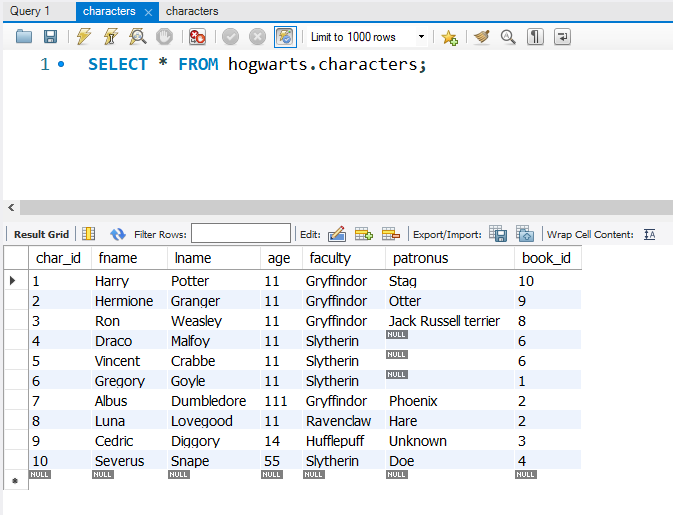 Query 1 characters characters
Limit to 1000 rows
1 SELECT * FROM hogwarts.characters;
Result Grid Filter Rows: Edit: Export/Import: Wrap Cell Content:
char_id fname lname age faculty patronus book_id
1 Harry Potter 11 Gryffindor Stag 10
2 Hermione Granger 11 Gryffindor Otter 9
3 Ron Weasley 11 Gryffindor Jack Russell terrier 8
4 Draco Malfoy 11 Slytherin NULL 6
5 Vincent Crabbe 11 Slytherin NULL 6
6 Gregory Goyle 11 Slytherin NULL 1
7 Albus Dumbledore 111 Gryffindor Phoenix 2
8 Luna Lovegood 11 Ravenclaw Hare 2
9 Cedric Diggory 14 Hufflepuff Unknown 3
10 Severus Snape 55 Slytherin Doe 4
NULL NULL NULL NULL NULL NULL NULL